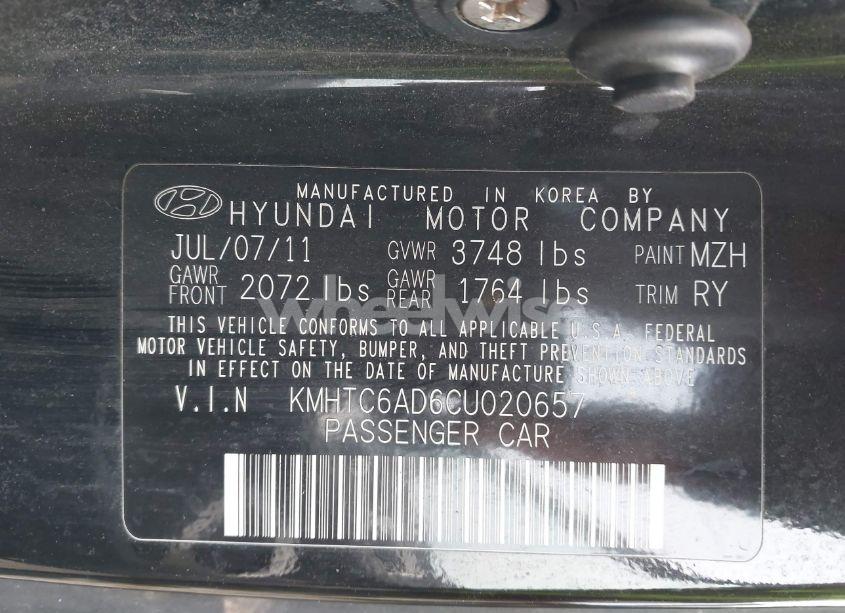 MANUFACTURED IN KOREA BY
HYUNDAI MOTOR COMPANY
JUL/07/11 GVWR 3748 lbs PAINT MZH
GAWR FRONT 2072 lbs GAWR REAR 1764 lbs TRIM RY
THIS VEHICLE CONFORMS TO ALL APPLICABLE U.S.A. FEDERAL
MOTOR VEHICLE SAFETY, BUMPER, AND THEFT PREVENTION STANDARDS
IN EFFECT ON THE DATE OF MANUFACTURE SHOWN ABOVE
V.I.N KMHTC6AD6CU020657
PASSENGER CAR
wheelwise